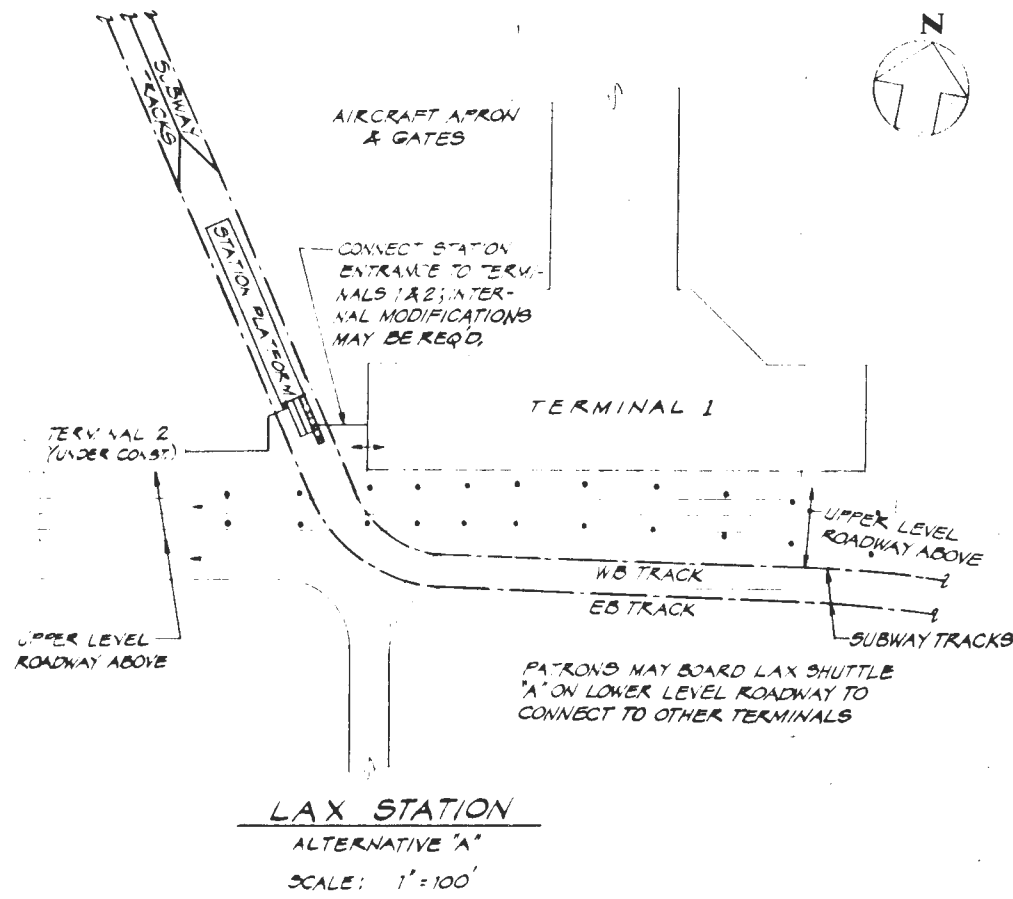 N
SUBWAY
TRACKS
AIRCRAFT APRON
& GATES
STATION PLATFORM
CONNECT STATION
ENTRANCE TO TERMI-
NALS 1 & 2; INTER-
NAL MODIFICATIONS
MAY BE REQ'D.
TERMINAL 1
TERMINAL 2
(UNDER CONST.)
UPPER LEVEL
ROADWAY ABOVE
WB TRACK
EB TRACK
UPPER LEVEL
ROADWAY ABOVE
SUBWAY TRACKS
PATRONS MAY BOARD LAX SHUTTLE
"A" ON LOWER LEVEL ROADWAY TO
CONNECT TO OTHER TERMINALS
LAX STATION
ALTERNATIVE "A"
SCALE: 1" = 100'